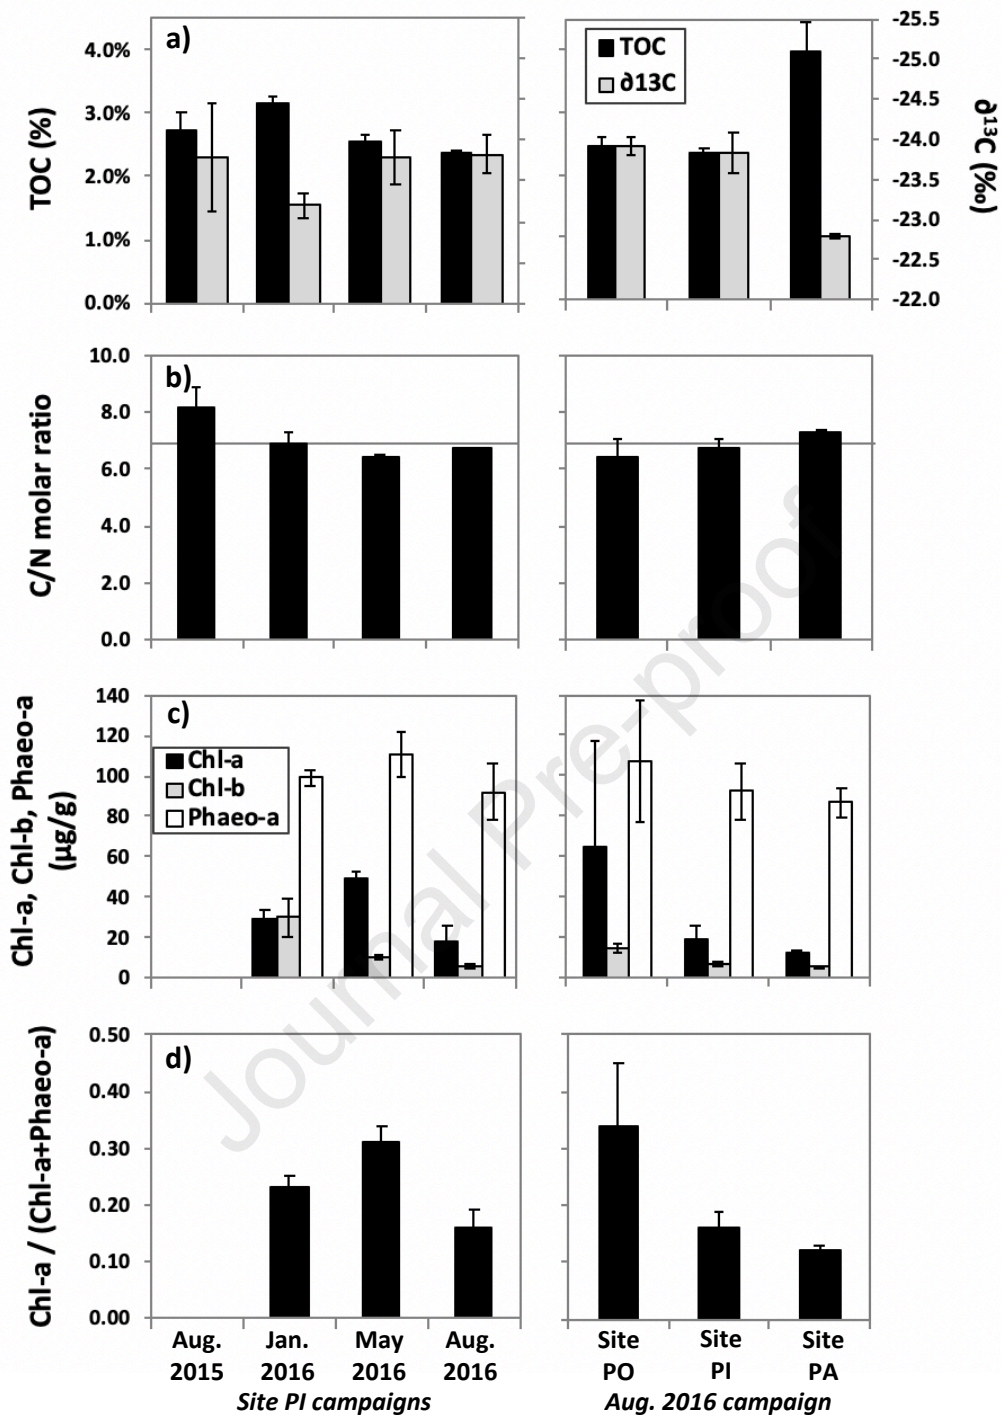 a)
TOC (%)
4.0%
3.0%
2.0%
1.0%
0.0%
TOC
∂13C
-25.5
-25.0
-24.5
-24.0
-23.5
-23.0
-22.5
-22.0
∂¹³C (‰)
b)
C/N molar ratio
10.0
8.0
6.0
4.0
2.0
0.0
c)
Chl-a, Chl-b, Phaeo-a
(µg/g)
140
120
100
80
60
40
20
0
Chl-a
Chl-b
Phaeo-a
d)
Chl-a / (Chl-a+Phaeo-a)
0.50
0.40
0.30
0.20
0.10
0.00
Aug.
2015
Jan.
2016
May
2016
Aug.
2016
Site PI campaigns
Site
PO
Site
PI
Site
PA
Aug. 2016 campaign
Journal Pre-proof